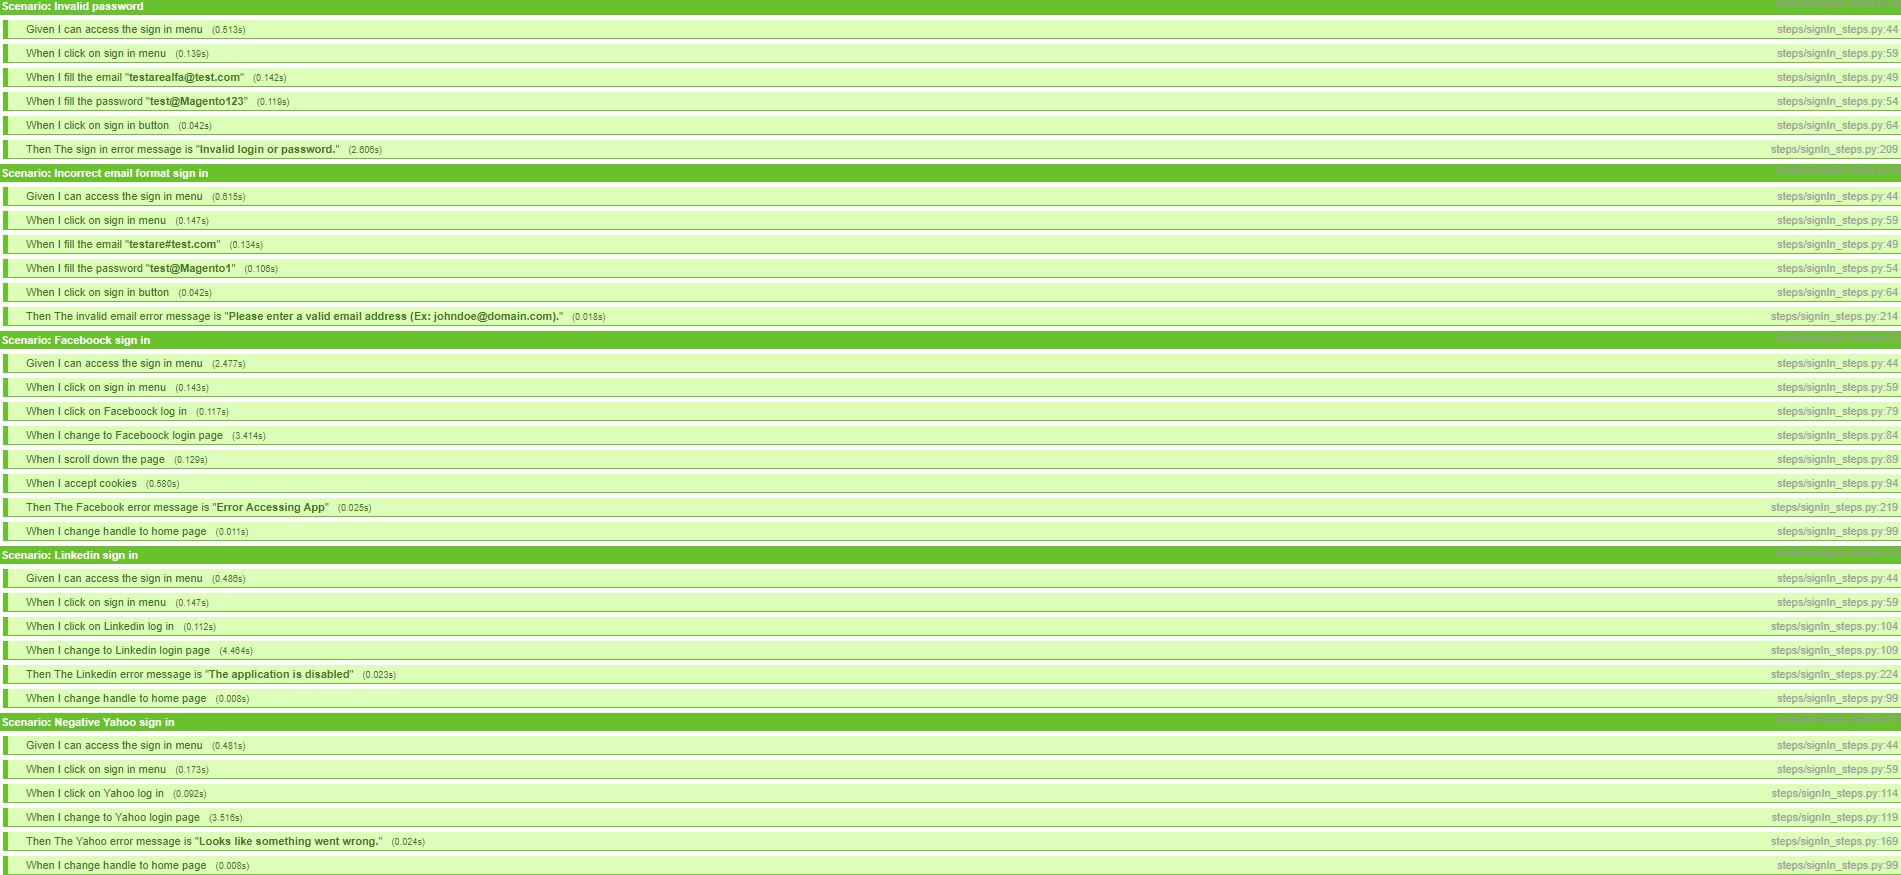 Scenario: Invalid password
Given I can access the sign in menu (0.513s) steps/signIn_steps.py:44
When I click on sign in menu (0.139s) steps/signIn_steps.py:59
When I fill the email "testarealfa@test.com" (0.142s) steps/signIn_steps.py:49
When I fill the password "test@Magento123" (0.119s) steps/signIn_steps.py:54
When I click on sign in button (0.042s) steps/signIn_steps.py:64
Then The sign in error message is "Invalid login or password." (2.606s) steps/signIn_steps.py:209
Scenario: Incorrect email format sign in
Given I can access the sign in menu (0.615s) steps/signIn_steps.py:44
When I click on sign in menu (0.147s) steps/signIn_steps.py:59
When I fill the email "testare#test.com" (0.134s) steps/signIn_steps.py:49
When I fill the password "test@Magento1" (0.106s) steps/signIn_steps.py:54
When I click on sign in button (0.042s) steps/signIn_steps.py:64
Then The invalid email error message is "Please enter a valid email address (Ex: johndoe@domain.com)." (0.018s) steps/signIn_steps.py:214
Scenario: Faceboock sign in
Given I can access the sign in menu (2.477s) steps/signIn_steps.py:44
When I click on sign in menu (0.143s) steps/signIn_steps.py:59
When I click on Faceboock log in (0.117s) steps/signIn_steps.py:79
When I change to Faceboock login page (3.414s) steps/signIn_steps.py:84
When I scroll down the page (0.129s) steps/signIn_steps.py:89
When I accept cookies (0.580s) steps/signIn_steps.py:94
Then The Facebook error message is "Error Accessing App" (0.025s) steps/signIn_steps.py:219
When I change handle to home page (0.011s) steps/signIn_steps.py:99
Scenario: Linkedin sign in
Given I can access the sign in menu (0.486s) steps/signIn_steps.py:44
When I click on sign in menu (0.147s) steps/signIn_steps.py:59
When I click on Linkedin log in (0.112s) steps/signIn_steps.py:104
When I change to Linkedin login page (4.464s) steps/signIn_steps.py:109
Then The Linkedin error message is "The application is disabled" (0.023s) steps/signIn_steps.py:224
When I change handle to home page (0.008s) steps/signIn_steps.py:99
Scenario: Negative Yahoo sign in
Given I can access the sign in menu (0.481s) steps/signIn_steps.py:44
When I click on sign in menu (0.173s) steps/signIn_steps.py:59
When I click on Yahoo log in (0.092s) steps/signIn_steps.py:114
When I change to Yahoo login page (3.516s) steps/signIn_steps.py:119
Then The Yahoo error message is "Looks like something went wrong." (0.024s) steps/signIn_steps.py:169
When I change handle to home page (0.008s) steps/signIn_steps.py:99